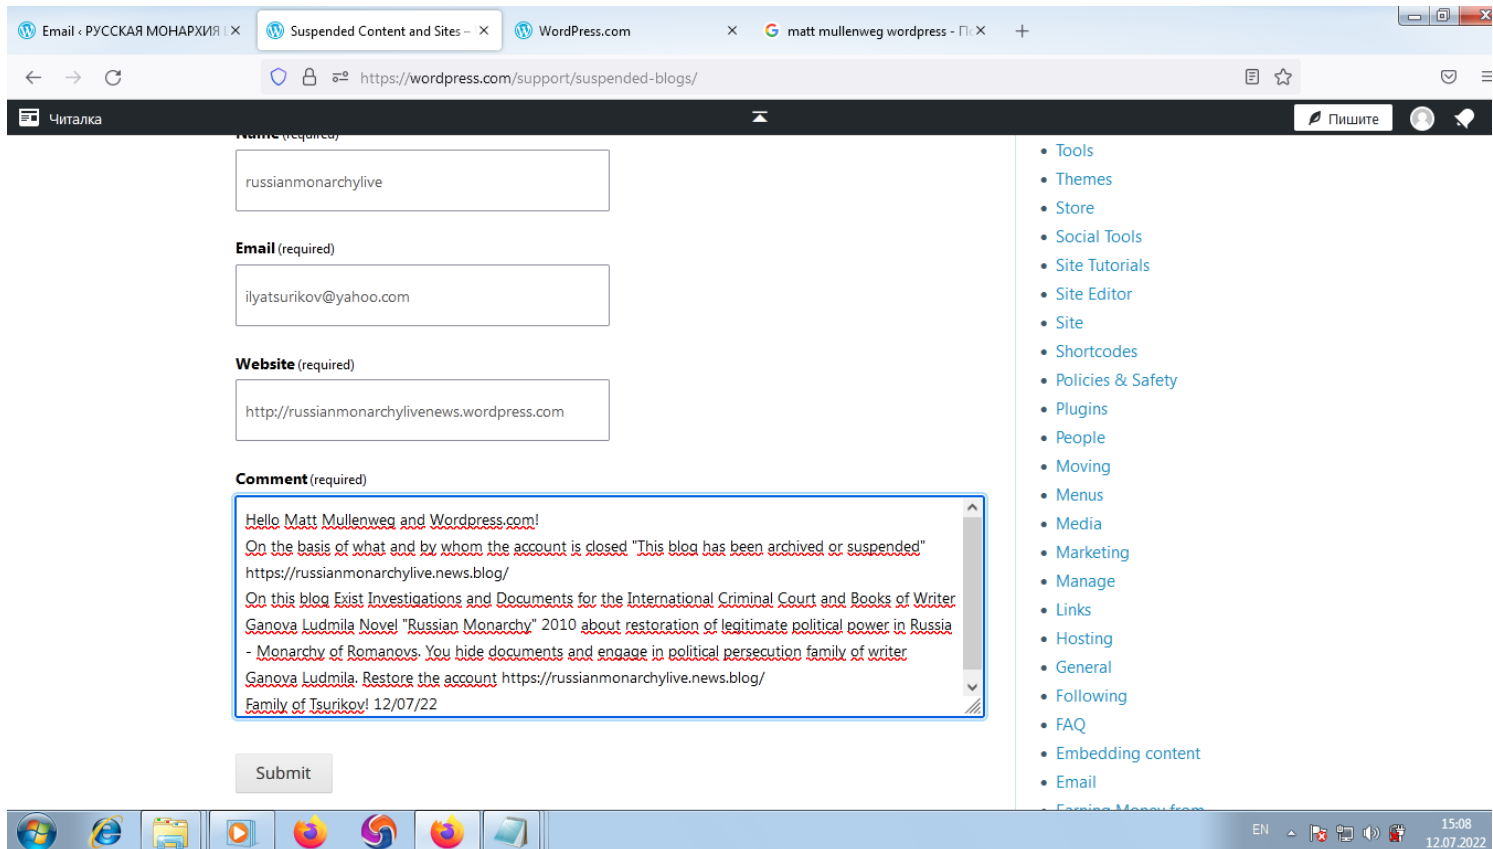 Email ‹ РУССКАЯ МОНАРХИЯ
Suspended Content and Sites –
WordPress.com
matt mullenweg wordpress -
https://wordpress.com/support/suspended-blogs/
Читалка
Пишите
Name (required)
russianmonarchylive
Email (required)
ilyatsurikov@yahoo.com
Website (required)
http://russianmonarchylivenews.wordpress.com
Comment (required)
Hello Matt Mullenweg and Wordpress.com!
On the basis of what and by whom the account is closed "This blog has been archived or suspended"
https://russianmonarchylive.news.blog/
On this blog Exist Investigations and Documents for the International Criminal Court and Books of Writer
Ganova Ludmila Novel "Russian Monarchy" 2010 about restoration of legitimate political power in Russia
- Monarchy of Romanovs. You hide documents and engage in political persecution family of writer
Ganova Ludmila. Restore the account https://russianmonarchylive.news.blog/
Family of Tsurikov! 12/07/22
Submit
Tools
Themes
Store
Social Tools
Site Tutorials
Site Editor
Site
Shortcodes
Policies & Safety
Plugins
People
Moving
Menus
Media
Marketing
Manage
Links
Hosting
General
Following
FAQ
Embedding content
Email
Earning Money from
EN
15:08
12.07.2022